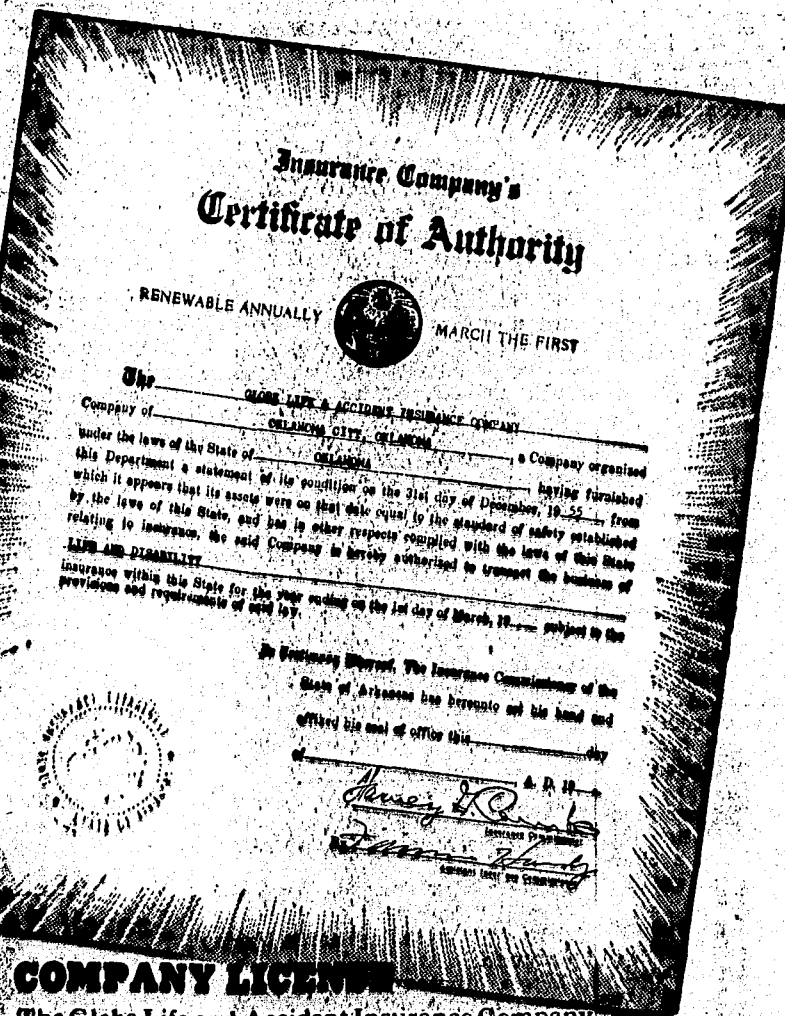 Insurance Company's
Certificate of Authority
RENEWABLE ANNUALLY MARCH THE FIRST
The GLOBE LIFE & ACCIDENT INSURANCE COMPANY
Company of OKLAHOMA CITY, OKLAHOMA, a Company organized
under the laws of the State of OKLAHOMA having furnished
this Department a statement of its condition on the 31st day of December, 19 55 from
which it appears that its assets were on that date equal to the standard of safety established
by the laws of this State, and has in other respects complied with the laws of this State
relating to insurance, the said Company is hereby authorized to transact the business of
LIFE AND DISABILITY
insurance within this State for the year ending on the 1st day of March, 19 subject to the
provisions and requirements of said law.
In Testimony Whereof, The Insurance Commissioner of the
State of Arkansas has hereunto set his hand and
affixed his seal of office this day
of A. D. 19
Insurance Commissioner
By
COMPANY LICENSE
The Globe Life and Accident Insurance Company